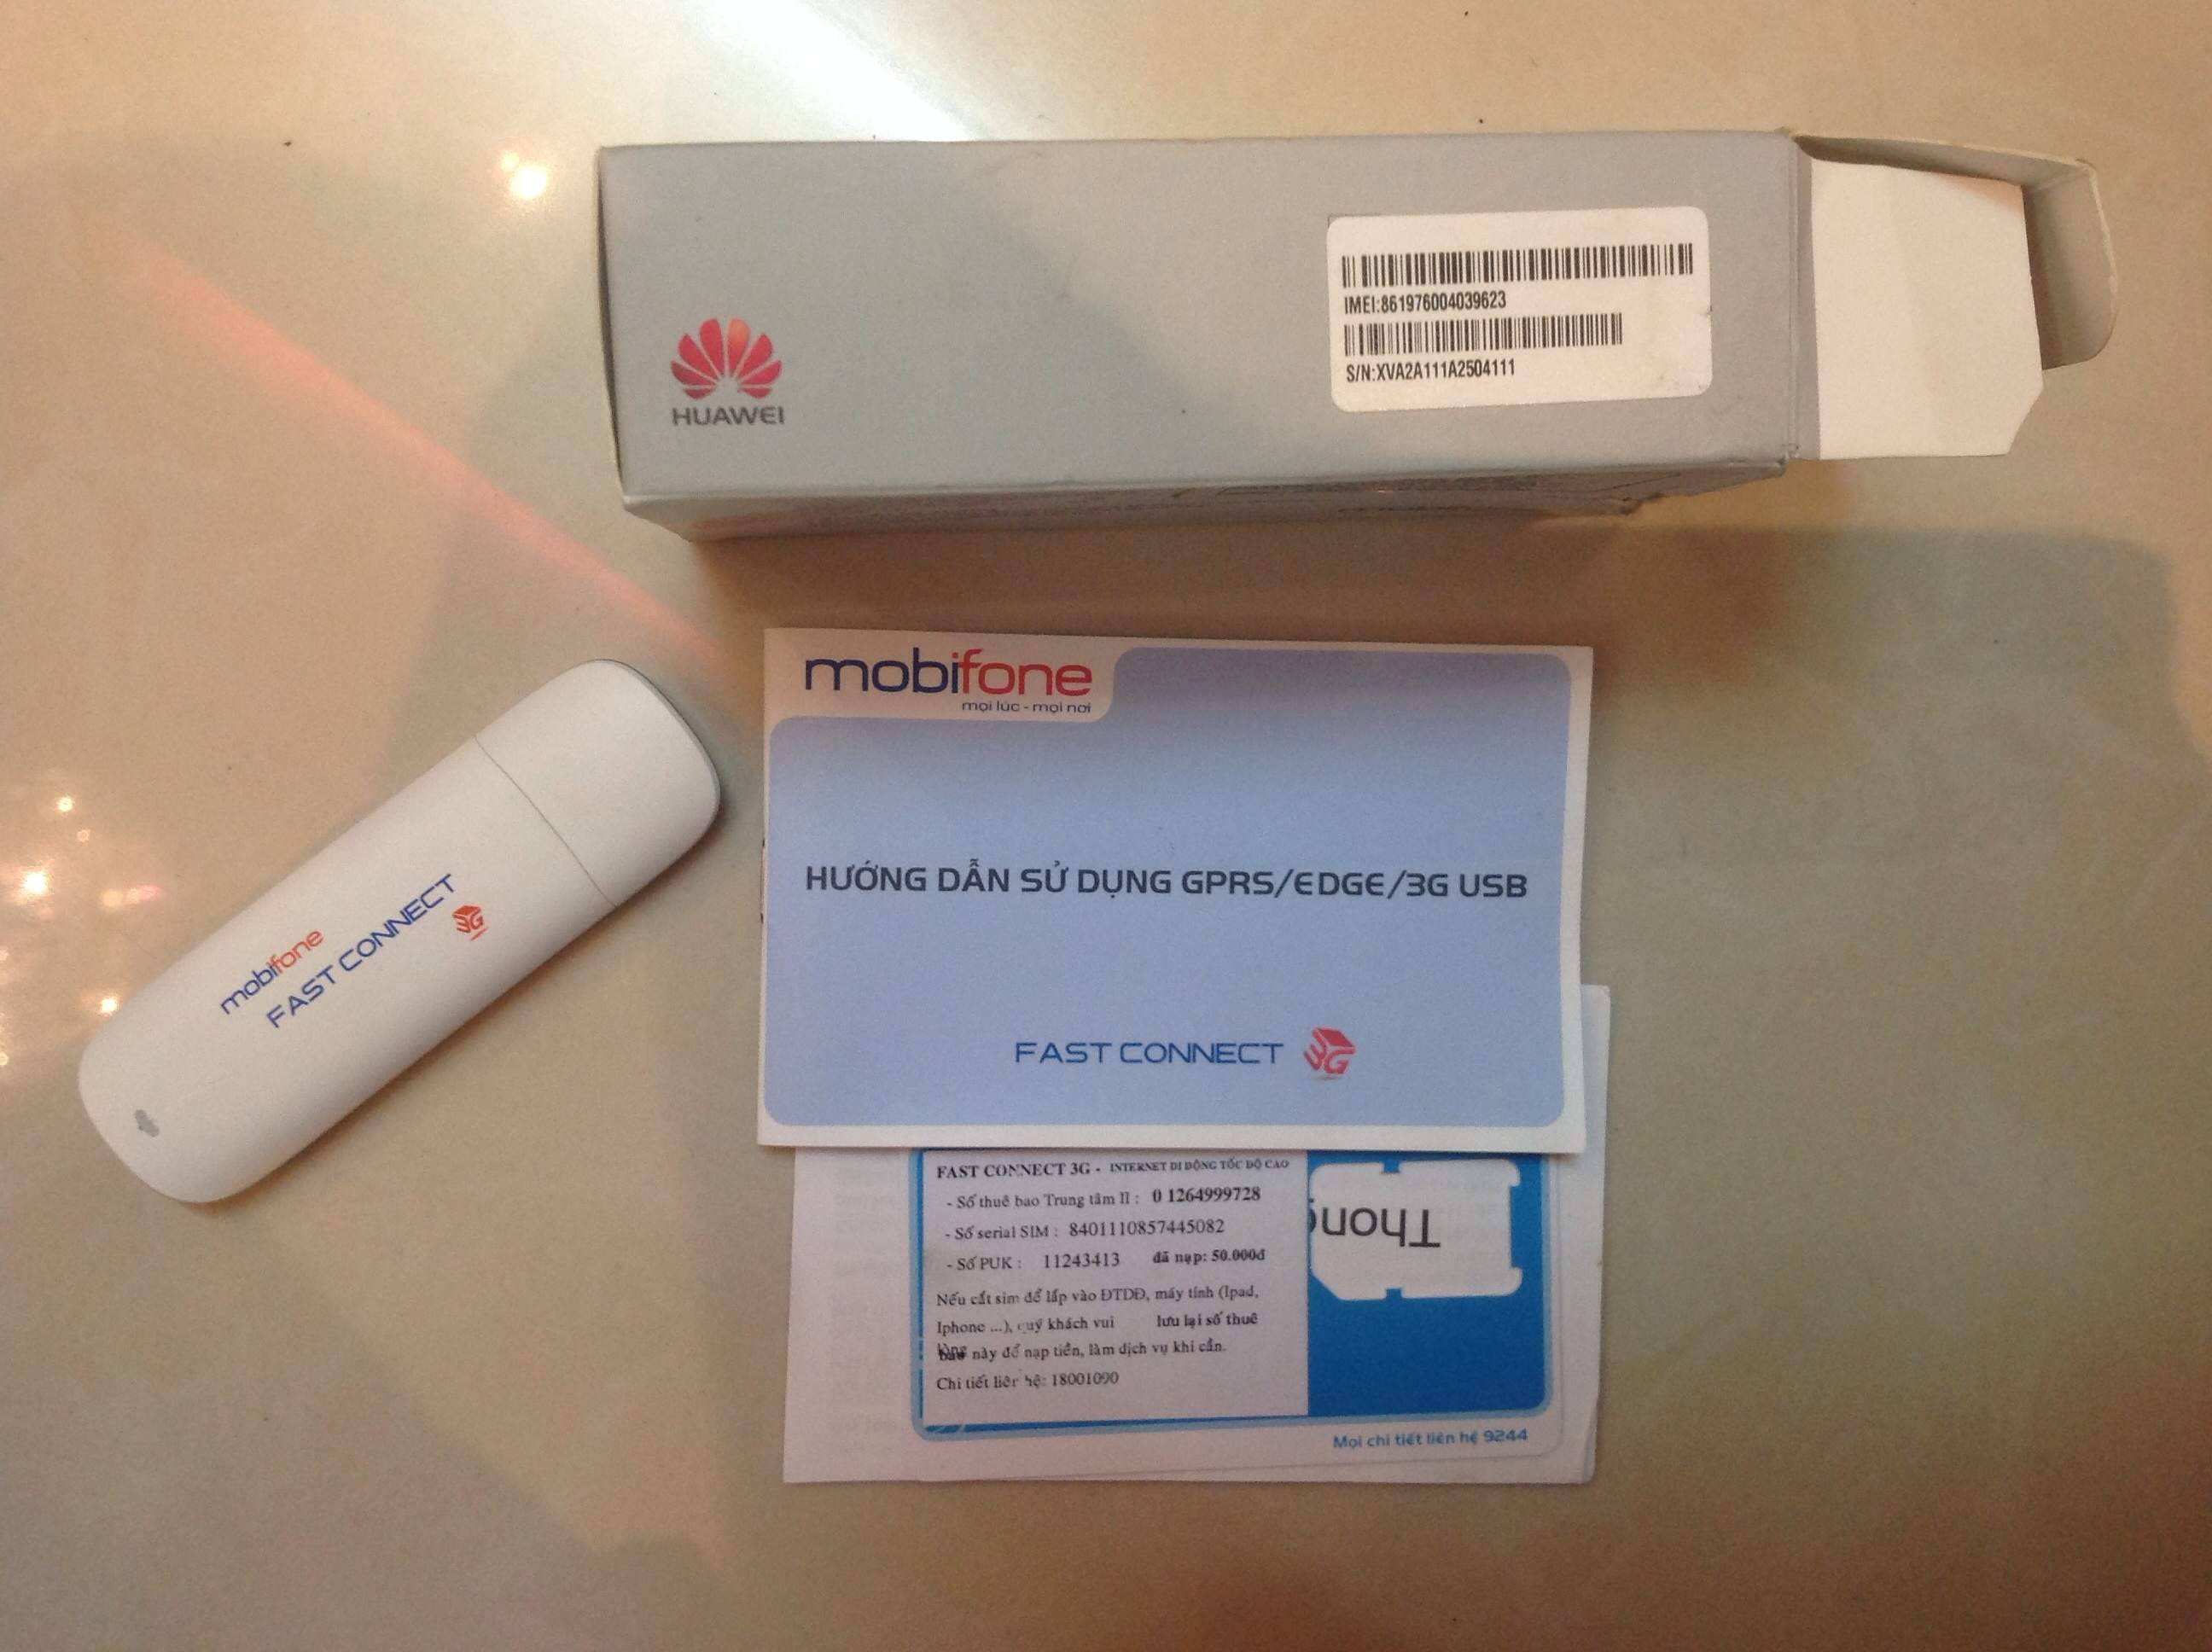 HUAWEI
IMEI:861976004039623
S/N:XVA2A111A2504111
mobifone
mọi lúc - mọi nơi
HƯỚNG DẪN SỬ DỤNG GPRS/EDGE/3G USB
FAST CONNECT 3G
mobifone
FAST CONNECT
3G
FAST CONNECT 3G - INTERNET DI ĐỘNG TỐC ĐỘ CAO
- Số thuê bao Trung tâm II : 0 1264999728
- Số serial SIM : 8401110857445082
- Số PUK : 11243413 đã nạp: 50.000đ
Nếu cắt sim để lắp vào ĐTDĐ, máy tính (Ipad,
Iphone ...), quý khách vui lưu lại số thuê
lòng
bao này để nạp tiền, làm dịch vụ khi cần.
Chi tiết liên hệ: 18001090
Thong
Mọi chi tiết liên hệ 9244